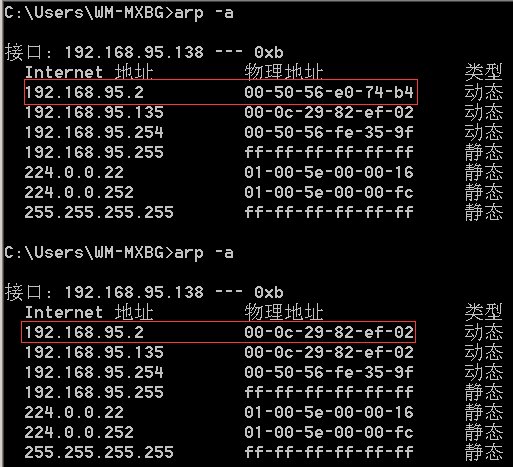 C:\Users\WM-MXBG>arp -a
接口: 192.168.95.138 --- 0xb
Internet 地址 物理地址 类型
192.168.95.2 00-50-56-e0-74-b4 动态
192.168.95.135 00-0c-29-82-ef-02 动态
192.168.95.254 00-50-56-fe-35-9f 动态
192.168.95.255 ff-ff-ff-ff-ff-ff 静态
224.0.0.22 01-00-5e-00-00-16 静态
224.0.0.252 01-00-5e-00-00-fc 静态
255.255.255.255 ff-ff-ff-ff-ff-ff 静态
C:\Users\WM-MXBG>arp -a
接口: 192.168.95.138 --- 0xb
Internet 地址 物理地址 类型
192.168.95.2 00-0c-29-82-ef-02 动态
192.168.95.135 00-0c-29-82-ef-02 动态
192.168.95.254 00-50-56-fe-35-9f 动态
192.168.95.255 ff-ff-ff-ff-ff-ff 静态
224.0.0.22 01-00-5e-00-00-16 静态
224.0.0.252 01-00-5e-00-00-fc 静态
255.255.255.255 ff-ff-ff-ff-ff-ff 静态